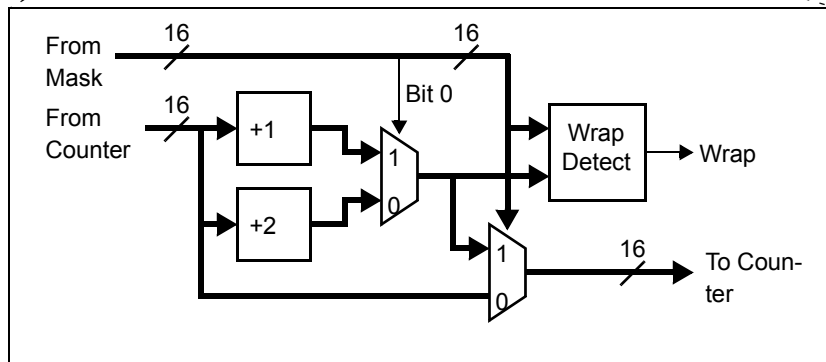 16
16
From
Mask
From
Counter
16
Bit 0
+1
1
0
+2
Wrap
Detect
Wrap
1
0
16
To Coun-
ter